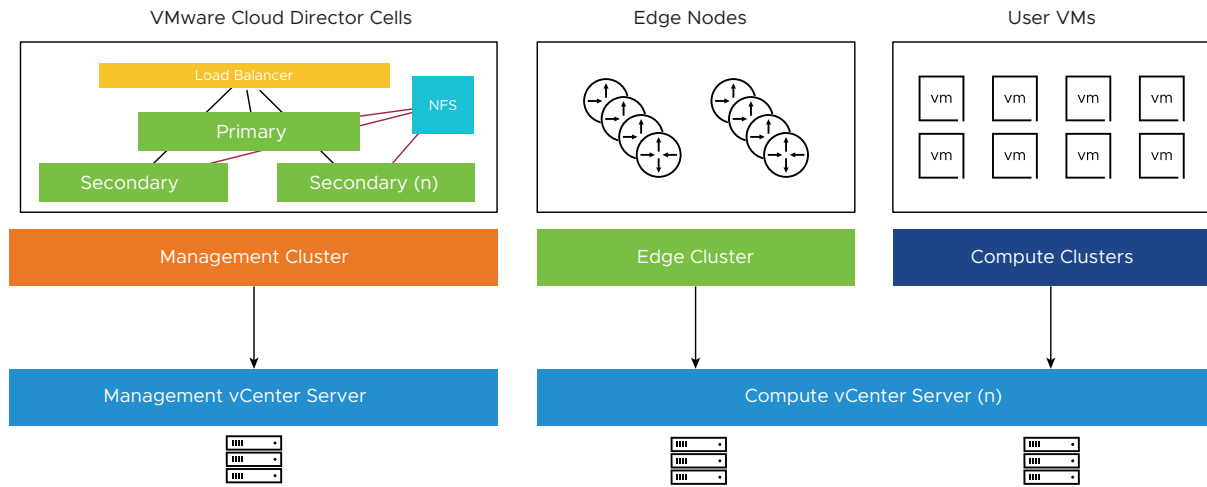 VMware Cloud Director Cells
Edge Nodes
User VMs
Load Balancer
NFS
Primary
Secondary
Secondary (n)
vm
vm
vm
vm
vm
vm
vm
vm
Management Cluster
Edge Cluster
Compute Clusters
Management vCenter Server
Compute vCenter Server (n)